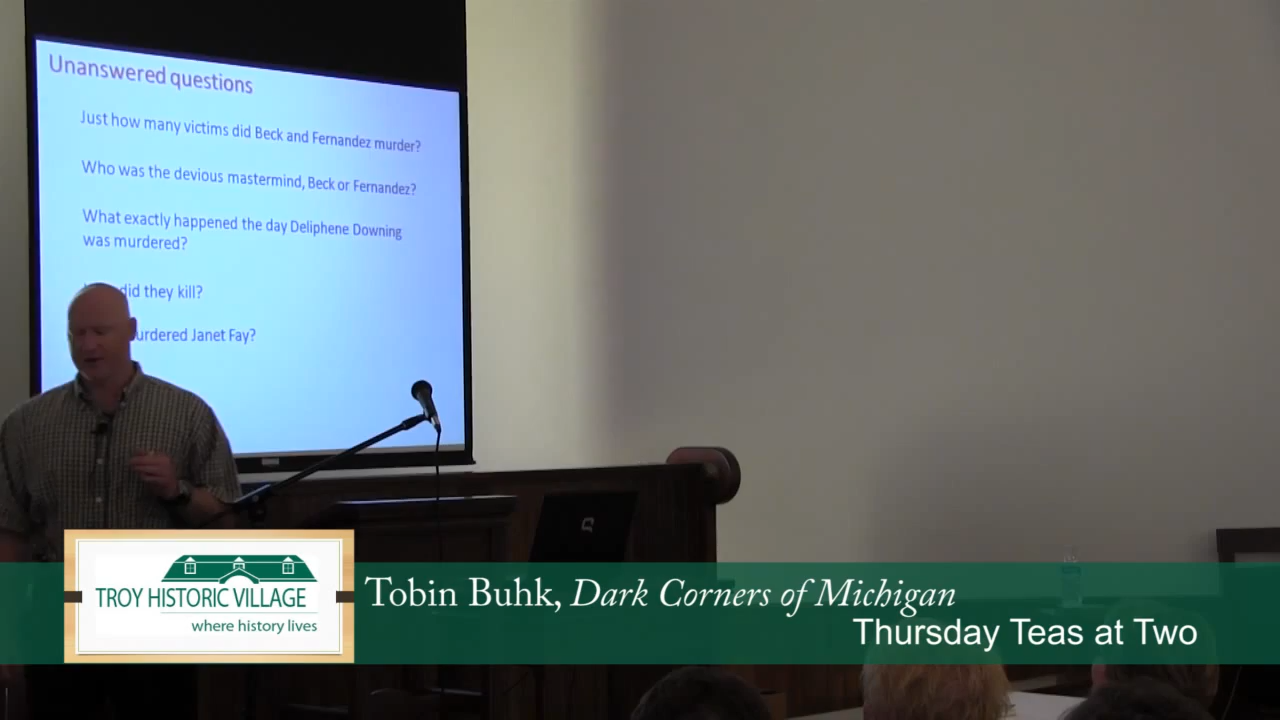 Unanswered questions
Just how many victims did Beck and Fernandez murder?
Who was the devious mastermind, Beck or Fernandez?
What exactly happened the day Deliphene Downing
was murdered?
did they kill?
urdered Janet Fay?
TROY HISTORIC VILLAGE
where history lives
Tobin Buhk, Dark Corners of Michigan
Thursday Teas at Two